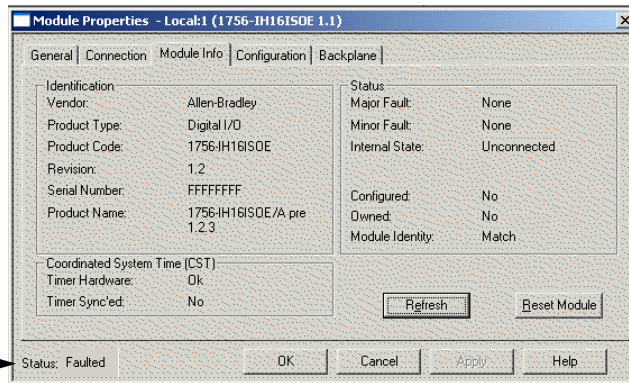 Module Properties - Local:1 (1756-IH16ISOE 1.1)
General Connection Module Info Configuration Backplane
Identification
Vendor: Allen-Bradley
Product Type: Digital I/O
Product Code: 1756-IH16ISOE
Revision: 1.2
Serial Number: FFFFFFFF
Product Name: 1756-IH16ISOE/A pre
1.2.3
Status
Major Fault: None
Minor Fault: None
Internal State: Unconnected
Configured: No
Owned: No
Module Identity: Match
Coordinated System Time (CST)
Timer Hardware: Ok
Timer Sync'ed: No
Refresh Reset Module
Status: Faulted OK Cancel Apply Help